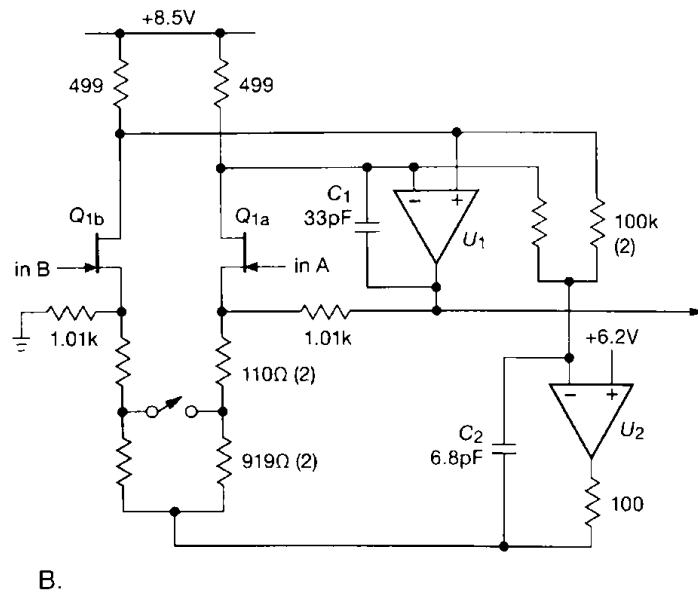 +8.5V
499
499
Q1b
Q1a
C1
33pF
− +
U1
100k
(2)
in B
in A
1.01k
1.01k
110Ω (2)
919Ω (2)
+6.2V
− +
U2
C2
6.8pF
100
B.